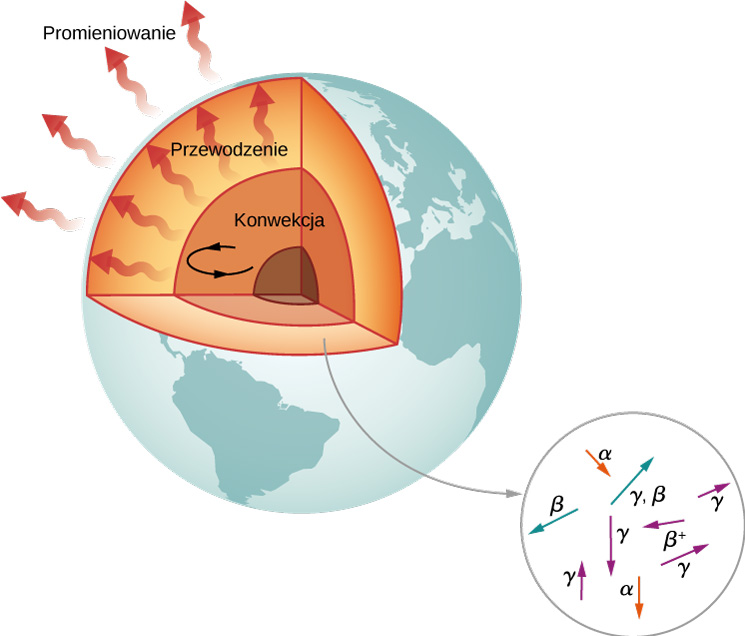 Promieniowanie
Przewodzenie
Konwekcja
α
γ, β
γ
β
γ
β⁺
γ
γ
α